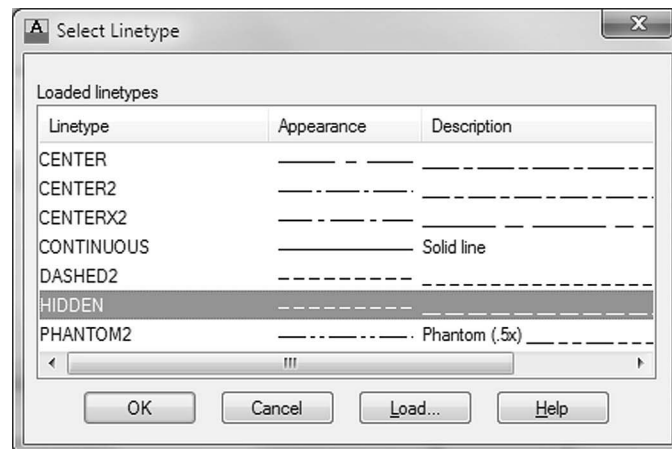 A Select Linetype X
Loaded linetypes
Linetype Appearance Description
CENTER
CENTER2
CENTERX2
CONTINUOUS Solid line
DASHED2
HIDDEN
PHANTOM2 Phantom (.5x)
OK Cancel Load... Help